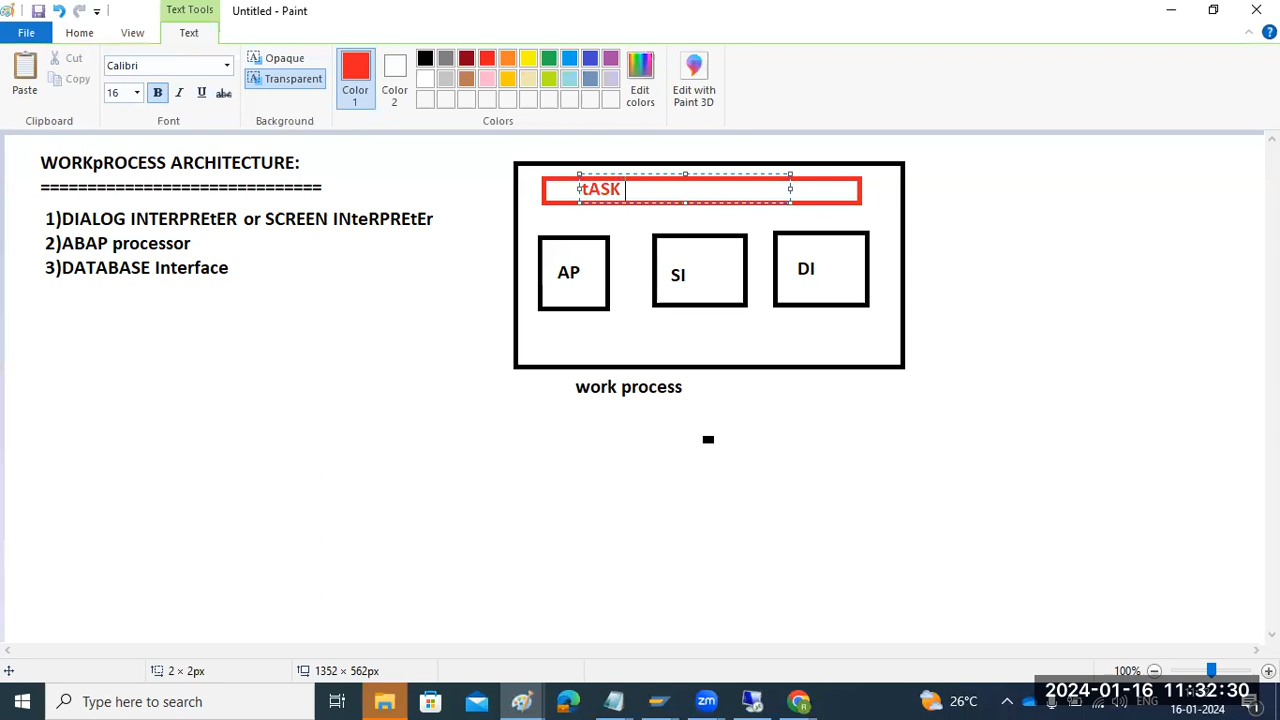 Text Tools
Untitled - Paint
File
Home
View
Text
Paste
Cut
Copy
Clipboard
Calibri
16
B
I
U
abc
Font
Opaque
Transparent
Background
Color
1
Color
2
Edit
colors
Colors
Edit with
Paint 3D
WORKpROCESS ARCHITECTURE:
==============================
1)DIALOG INTERPREtER or SCREEN INteRPREtEr
2)ABAP processor
3)DATABASE Interface
tASK
AP
SI
DI
work process
2 × 2px
1352 × 562px
100%
Type here to search
26°C
ENG
2024-01-16 11:32:30
16-01-2024